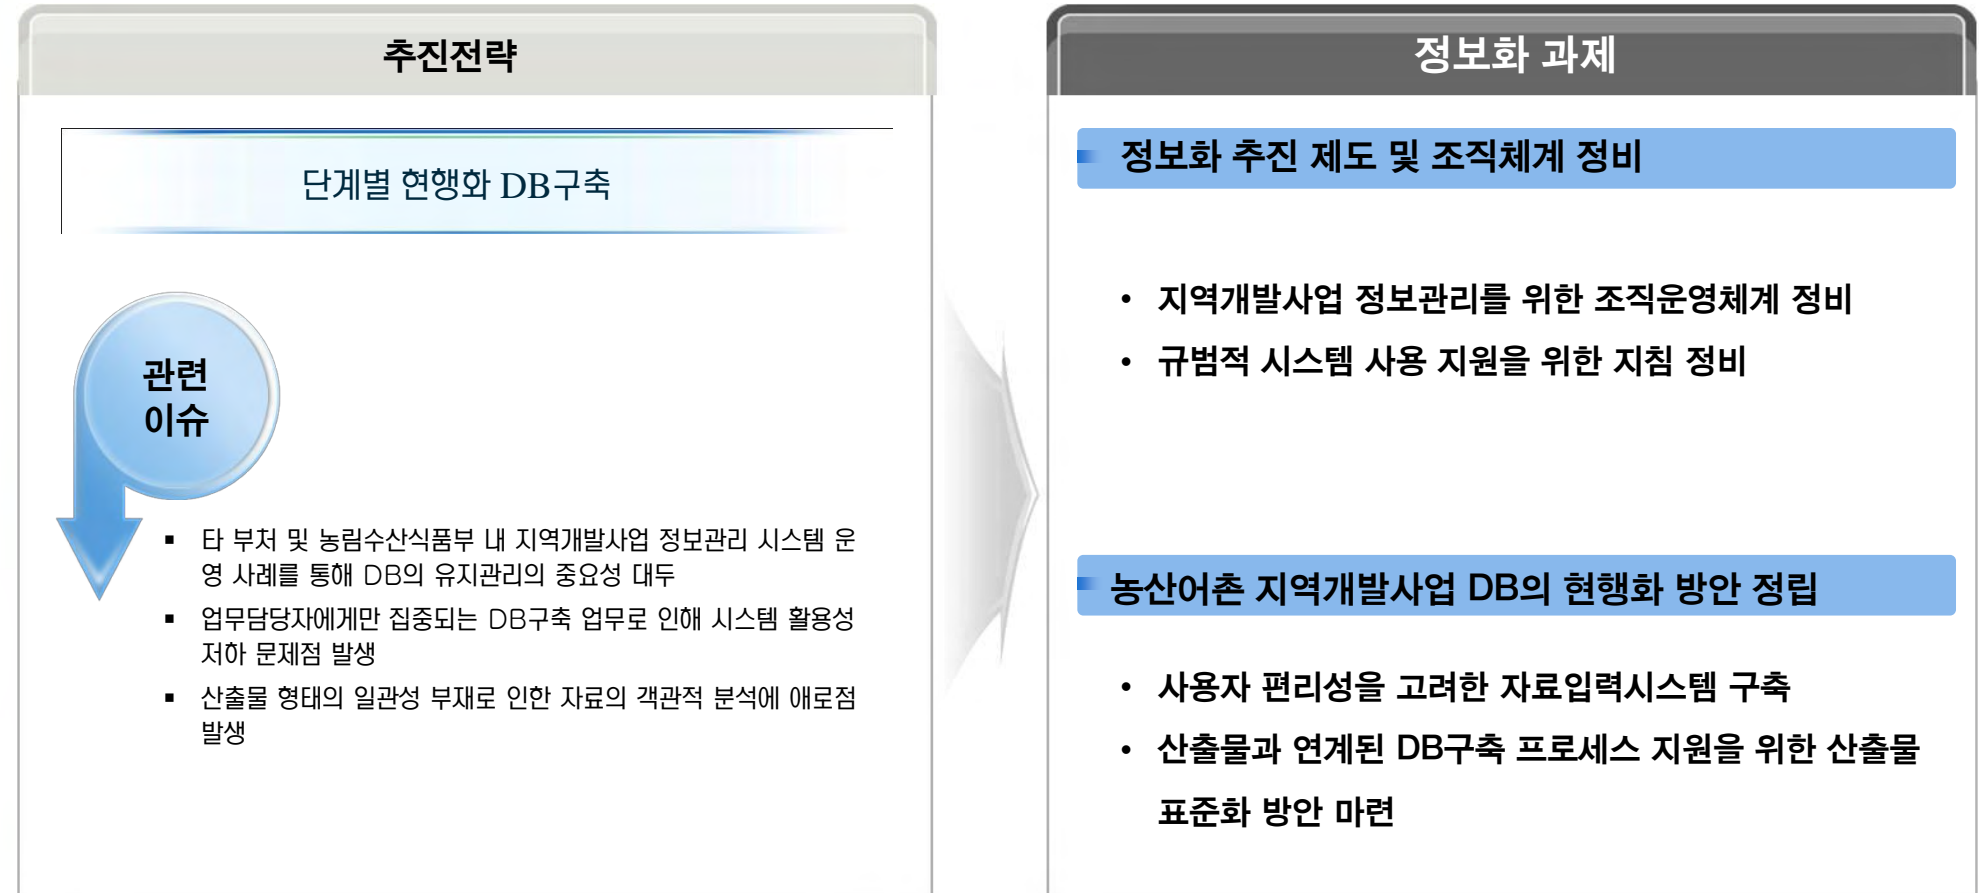 추진전략
단계별 현행화 DB구축
관련
이슈
▪ 타 부처 및 농림수산식품부 내 지역개발사업 정보관리 시스템 운
영 사례를 통해 DB의 유지관리의 중요성 대두
▪ 업무담당자에게만 집중되는 DB구축 업무로 인해 시스템 활용성
저하 문제점 발생
▪ 산출물 형태의 일관성 부재로 인한 자료의 객관적 분석에 애로점
발생
정보화 과제
정보화 추진 제도 및 조직체계 정비
• 지역개발사업 정보관리를 위한 조직운영체계 정비
• 규범적 시스템 사용 지원을 위한 지침 정비
농산어촌 지역개발사업 DB의 현행화 방안 정립
• 사용자 편리성을 고려한 자료입력시스템 구축
• 산출물과 연계된 DB구축 프로세스 지원을 위한 산출물
표준화 방안 마련